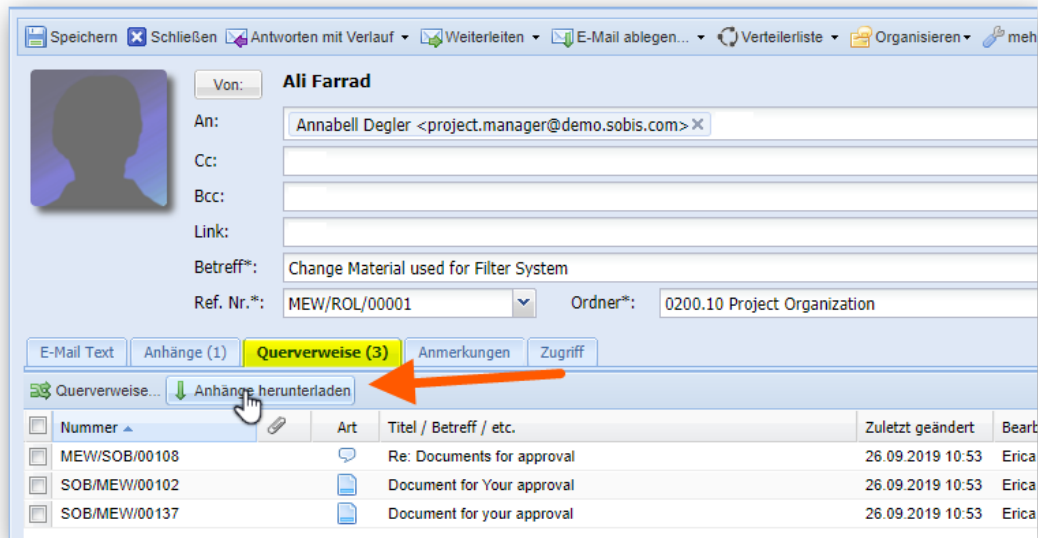 Speichern Schließen Antworten mit Verlauf Weiterleiten E-Mail ablegen... Verteilerliste Organisieren meh
Von: Ali Farrad
An: Annabell Degler <project.manager@demo.sobis.com>
Cc:
Bcc:
Link:
Betreff*: Change Material used for Filter System
Ref. Nr.*: MEW/ROL/00001 Ordner*: 0200.10 Project Organization
E-Mail Text Anhänge (1) Querverweise (3) Anmerkungen Zugriff
Querverweise... Anhänge herunterladen
Nummer Art Titel / Betreff / etc. Zuletzt geändert Bearb
MEW/SOB/00108 Re: Documents for approval 26.09.2019 10:53 Erica
SOB/MEW/00102 Document for Your approval 26.09.2019 10:53 Erica
SOB/MEW/00137 Document for your approval 26.09.2019 10:53 Erica